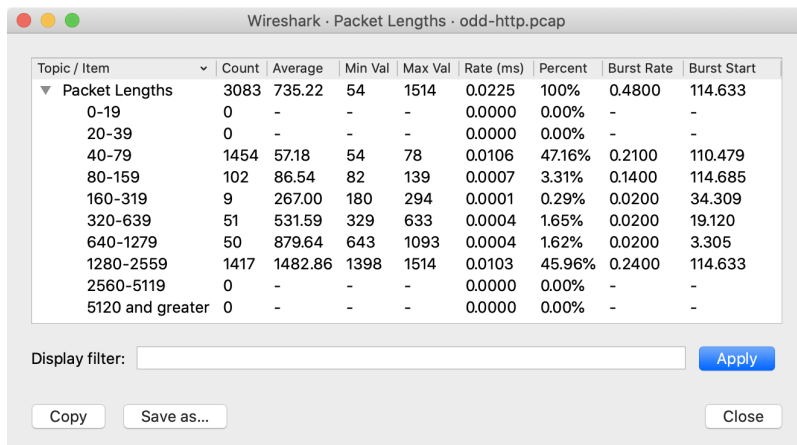 Wireshark · Packet Lengths · odd-http.pcap
Topic / Item Count Average Min Val Max Val Rate (ms) Percent Burst Rate Burst Start
Packet Lengths 3083 735.22 54 1514 0.0225 100% 0.4800 114.633
0-19 0 - - - 0.0000 0.00% - -
20-39 0 - - - 0.0000 0.00% - -
40-79 1454 57.18 54 78 0.0106 47.16% 0.2100 110.479
80-159 102 86.54 82 139 0.0007 3.31% 0.1400 114.685
160-319 9 267.00 180 294 0.0001 0.29% 0.0200 34.309
320-639 51 531.59 329 633 0.0004 1.65% 0.0200 19.120
640-1279 50 879.64 643 1093 0.0004 1.62% 0.0200 3.305
1280-2559 1417 1482.86 1398 1514 0.0103 45.96% 0.2400 114.633
2560-5119 0 - - - 0.0000 0.00% - -
5120 and greater 0 - - - 0.0000 0.00% - -
Display filter: Apply
Copy Save as... Close